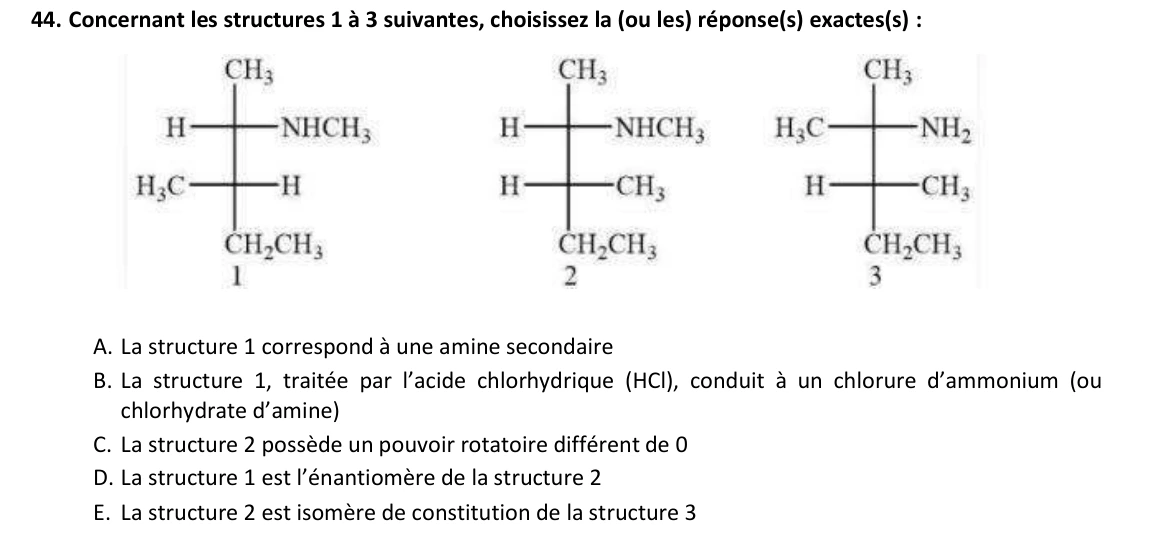 44. Concernant les structures 1 à 3 suivantes, choisissez la (ou les) réponse(s) exactes(s) :
CH₃ CH₃ CH₃
H NHCH₃ H NHCH₃ H₃C NH₂
H₃C H H CH₃ H CH₃
CH₂CH₃ CH₂CH₃ CH₂CH₃
1 2 3
A. La structure 1 correspond à une amine secondaire
B. La structure 1, traitée par l’acide chlorhydrique (HCl), conduit à un chlorure d’ammonium (ou
chlorhydrate d’amine)
C. La structure 2 possède un pouvoir rotatoire différent de 0
D. La structure 1 est l’énantiomère de la structure 2
E. La structure 2 est isomère de constitution de la structure 3